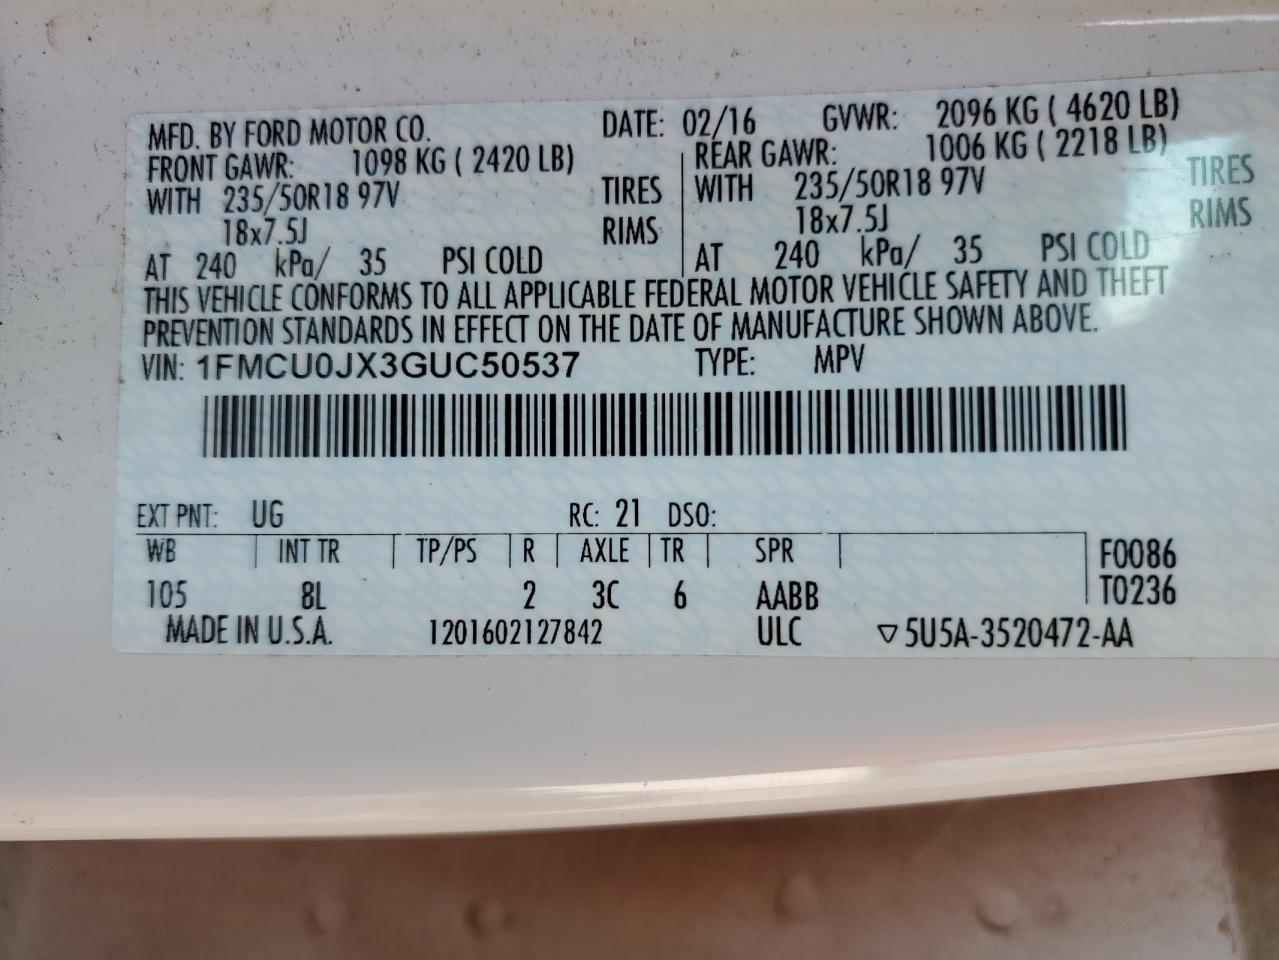 MFD. BY FORD MOTOR CO. DATE: 02/16 GVWR: 2096 KG ( 4620 LB)
FRONT GAWR: 1098 KG ( 2420 LB) REAR GAWR: 1006 KG ( 2218 LB)
WITH 235/50R18 97V TIRES WITH 235/50R18 97V TIRES
18x7.5J RIMS 18x7.5J RIMS
AT 240 kPa/ 35 PSI COLD AT 240 kPa/ 35 PSI COLD
THIS VEHICLE CONFORMS TO ALL APPLICABLE FEDERAL MOTOR VEHICLE SAFETY AND THEFT
PREVENTION STANDARDS IN EFFECT ON THE DATE OF MANUFACTURE SHOWN ABOVE.
VIN: 1FMCU0JX3GUC50537 TYPE: MPV
EXT PNT: UG RC: 21 DSO:
WB INT TR TP/PS R AXLE TR SPR F0086
105 8L 2 3C 6 AABB T0236
MADE IN U.S.A. 1201602127842 ULC ▽5U5A-3520472-AA